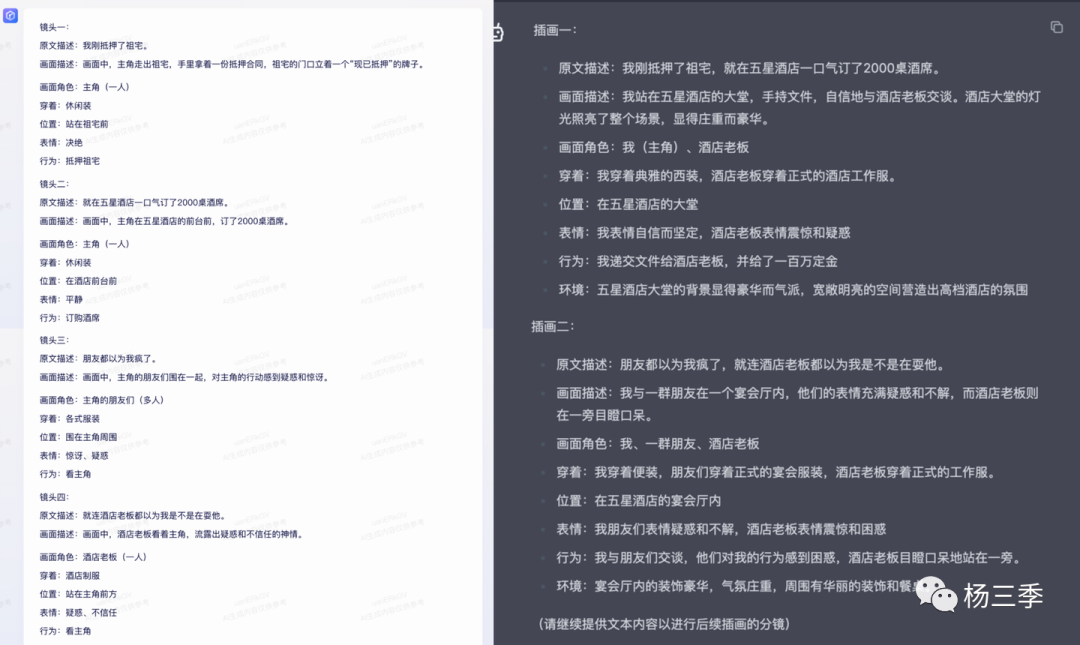 镜头一：
原文描述：我刚抵押了祖宅。
画面描述：画面中，主角走出祖宅，手里拿着一份抵押合同，祖宅的门口立着一个"现已抵押"的牌子。
画面角色：主角（一人）
穿着：休闲装
位置：站在祖宅前
表情：决绝
行为：抵押祖宅
镜头二：
原文描述：就在五星酒店一口气订了2000桌酒席。
画面描述：画面中，主角在五星酒店的前台前，订了2000桌酒席。
画面角色：主角（一人）
穿着：休闲装
位置：在酒店前台前
表情：平静
行为：订购酒席
镜头三：
原文描述：朋友都以为我疯了。
画面描述：画面中，主角的朋友们围在一起，对主角的行动感到疑惑和惊讶。
画面角色：主角的朋友们（多人）
穿着：各式服装
位置：围在主角周围
表情：惊讶、疑惑
行为：看主角
镜头四：
原文描述：就连酒店老板都以为我是不是在耍他。
画面描述：画面中，酒店老板看着主角，流露出疑惑和不信任的神情。
画面角色：酒店老板（一人）
穿着：酒店制服
位置：站在主角前方
表情：疑惑、不信任
行为：看主角
插画一：
原文描述：我刚抵押了祖宅，就在五星酒店一口气订了2000桌酒席。
画面描述：我站在五星酒店的大堂，手持文件，自信地与酒店老板交谈。酒店大堂的灯
光照亮了整个场景，显得庄重而豪华。
画面角色：我（主角）、酒店老板
穿着：我穿着典雅的西装，酒店老板穿着正式的酒店工作服。
位置：在五星酒店的大堂
表情：我表情自信而坚定，酒店老板表情震惊和疑惑
行为：我递交文件给酒店老板，并给了一百万定金
环境：五星酒店大堂的背景显得豪华而气派，宽敞明亮的空间营造出高档酒店的氛围
插画二：
原文描述：朋友都以为我疯了，就连酒店老板都以为我是不是在耍他。
画面描述：我与一群朋友在一个宴会厅内，他们的表情充满疑惑和不解，而酒店老板则
在一旁目瞪口呆。
画面角色：我、一群朋友、酒店老板
穿着：我穿着便装，朋友们穿着正式的宴会服装，酒店老板穿着正式的工作服。
位置：在五星酒店的宴会厅内
表情：我朋友们表情疑惑和不解，酒店老板表情震惊和困惑
行为：我与朋友们交谈，他们对我的行为感到困惑，酒店老板目瞪口呆地站在一旁。
环境：宴会厅内的装饰豪华，气氛庄重，周围有华丽的装饰和餐
（请继续提供文本内容以进行后续插画的分镜）
杨三季